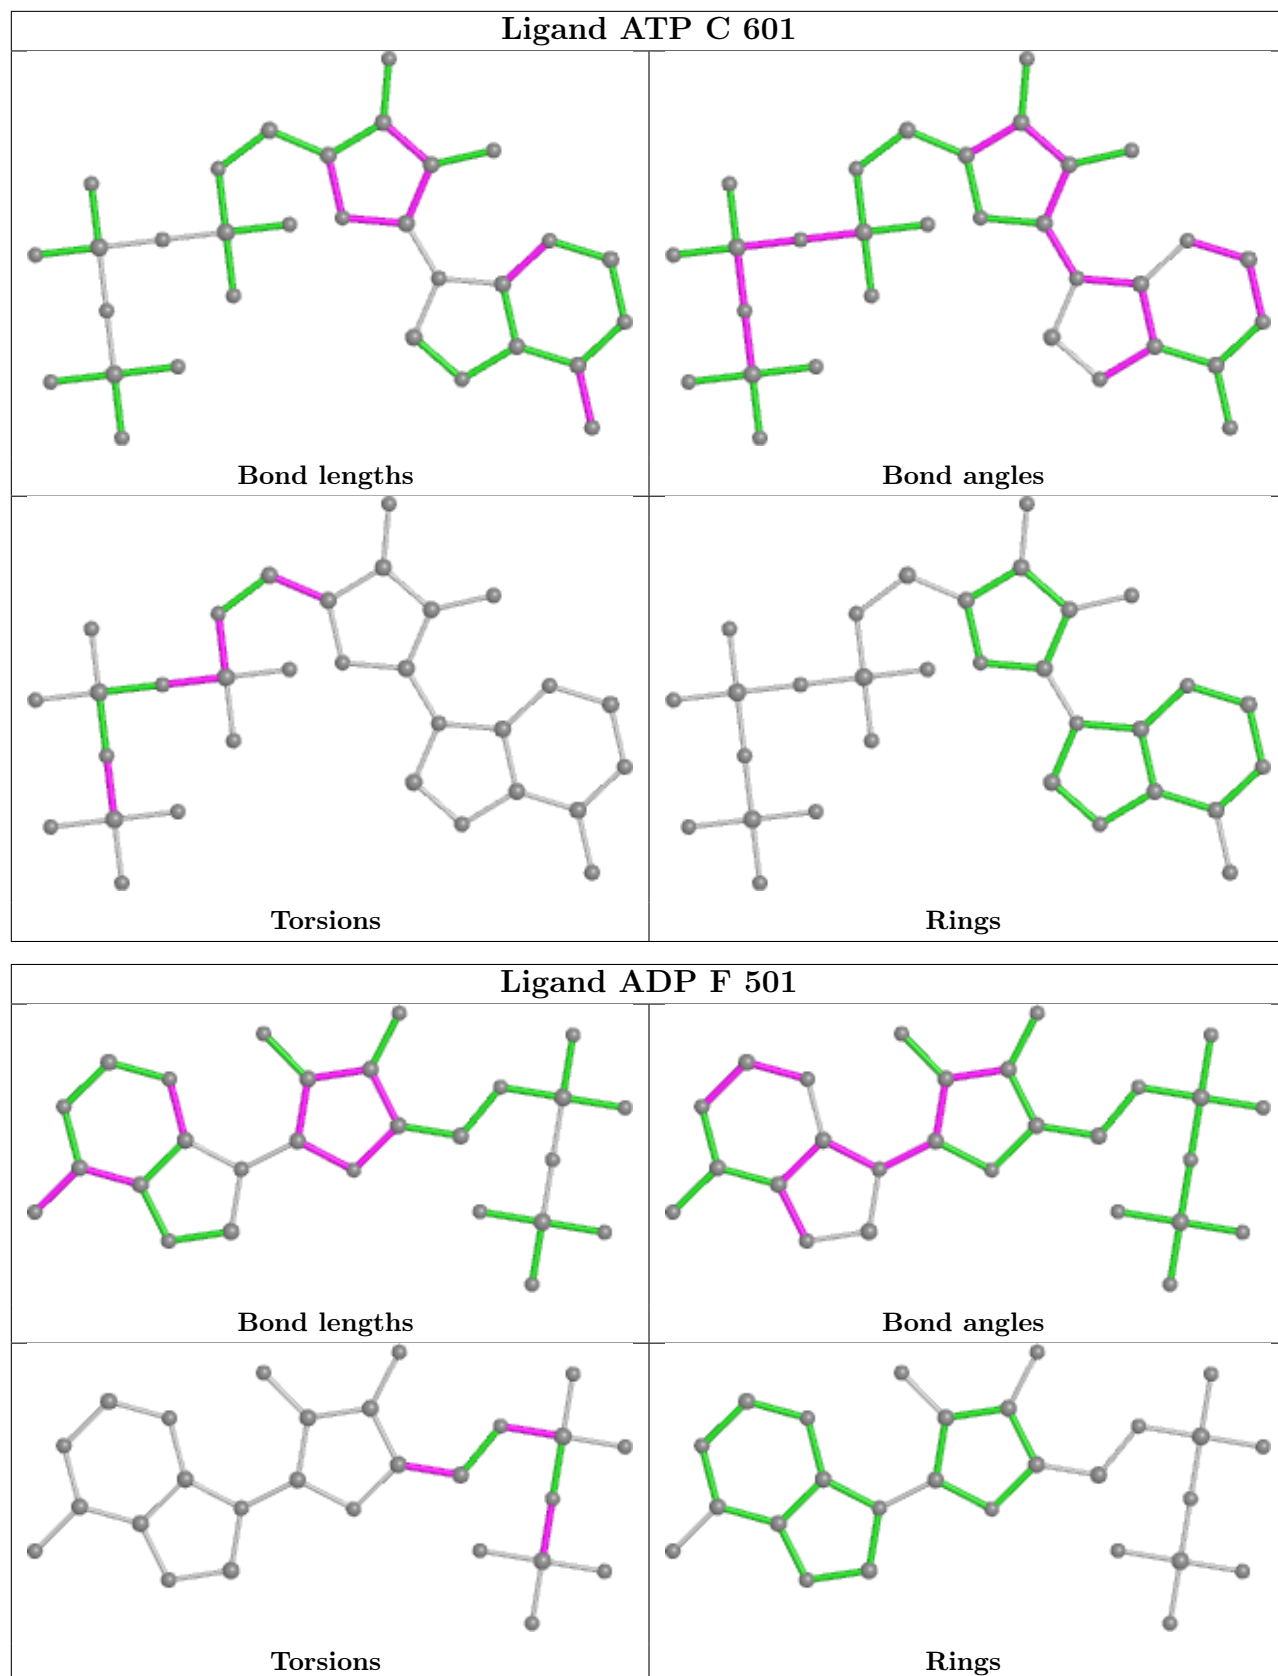 Ligand ATP C 601
Bond lengths
Bond angles
Torsions
Rings
Ligand ADP F 501
Bond lengths
Bond angles
Torsions
Rings